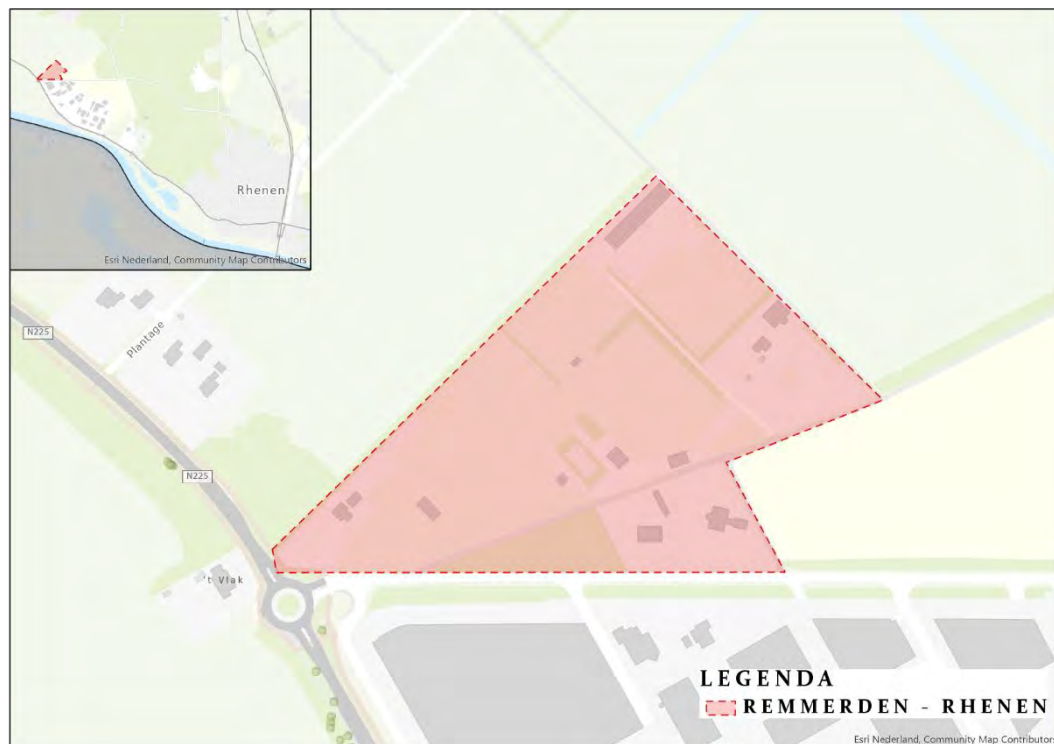 Rhenen
Esri Nederland, Community Map Contributors
N225
Plantage
N225
't Vlak
LEGENDA
REMMERDEN - RHENEN
Esri Nederland, Community Map Contributors